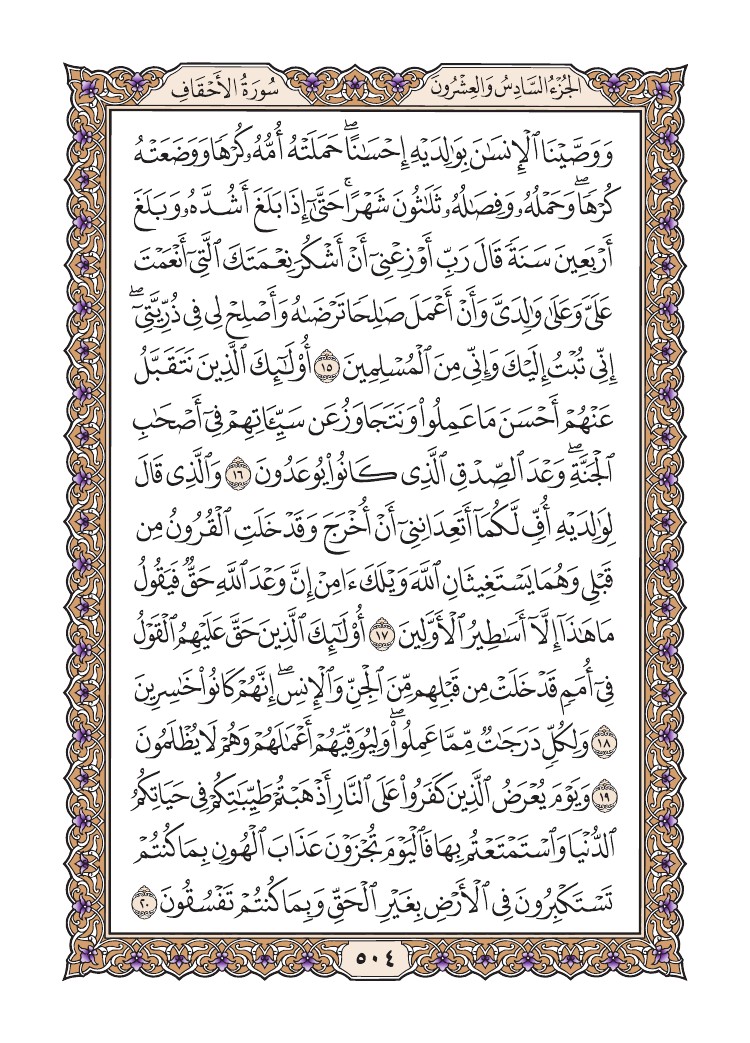 الجُزْءُ السَّادِسُ وَالعِشْرُونَ
سُورَةُ الأَحْقَافِ
وَوَصَّيْنَا ٱلْإِنسَٰنَ بِوَٰلِدَيْهِ إِحْسَٰنًاۖ حَمَلَتْهُ أُمُّهُۥ كُرْهًا وَوَضَعَتْهُ
كُرْهًاۖ وَحَمْلُهُۥ وَفِصَٰلُهُۥ ثَلَٰثُونَ شَهْرًاۚ حَتَّىٰٓ إِذَا بَلَغَ أَشُدَّهُۥ وَبَلَغَ
أَرْبَعِينَ سَنَةً قَالَ رَبِّ أَوْزِعْنِىٓ أَنْ أَشْكُرَ نِعْمَتَكَ ٱلَّتِىٓ أَنْعَمْتَ
عَلَىَّ وَعَلَىٰ وَٰلِدَىَّ وَأَنْ أَعْمَلَ صَٰلِحًا تَرْضَىٰهُ وَأَصْلِحْ لِى فِى ذُرِّيَّتِىٓۖ
إِنِّى تُبْتُ إِلَيْكَ وَإِنِّى مِنَ ٱلْمُسْلِمِينَ ١٥ أُو۟لَٰٓئِكَ ٱلَّذِينَ نَتَقَبَّلُ
عَنْهُمْ أَحْسَنَ مَا عَمِلُوا۟ وَنَتَجَاوَزُ عَن سَيِّـَٔاتِهِمْ فِىٓ أَصْحَٰبِ
ٱلْجَنَّةِۖ وَعْدَ ٱلصِّدْقِ ٱلَّذِى كَانُوا۟ يُوعَدُونَ ١٦ وَٱلَّذِى قَالَ
لِوَٰلِدَيْهِ أُفٍّ لَّكُمَآ أَتَعِدَانِنِىٓ أَنْ أُخْرَجَ وَقَدْ خَلَتِ ٱلْقُرُونُ مِن
قَبْلِى وَهُمَا يَسْتَغِيثَانِ ٱللَّهَ وَيْلَكَ ءَامِنْ إِنَّ وَعْدَ ٱللَّهِ حَقٌّ فَيَقُولُ
مَا هَٰذَآ إِلَّآ أَسَٰطِيرُ ٱلْأَوَّلِينَ ١٧ أُو۟لَٰٓئِكَ ٱلَّذِينَ حَقَّ عَلَيْهِمُ ٱلْقَوْلُ
فِىٓ أُمَمٍ قَدْ خَلَتْ مِن قَبْلِهِم مِّنَ ٱلْجِنِّ وَٱلْإِنسِۖ إِنَّهُمْ كَانُوا۟ خَٰسِرِينَ
١٨ وَلِكُلٍّ دَرَجَٰتٌ مِّمَّا عَمِلُوا۟ۖ وَلِيُوَفِّيَهُمْ أَعْمَٰلَهُمْ وَهُمْ لَا يُظْلَمُونَ
١٩ وَيَوْمَ يُعْرَضُ ٱلَّذِينَ كَفَرُوا۟ عَلَى ٱلنَّارِ أَذْهَبْتُمْ طَيِّبَٰتِكُمْ فِى حَيَاتِكُمُ
ٱلدُّنْيَا وَٱسْتَمْتَعْتُم بِهَا فَٱلْيَوْمَ تُجْزَوْنَ عَذَابَ ٱلْهُونِ بِمَا كُنتُمْ
تَسْتَكْبِرُونَ فِى ٱلْأَرْضِ بِغَيْرِ ٱلْحَقِّ وَبِمَا كُنتُمْ تَفْسُقُونَ ٢٠
٥٠٤